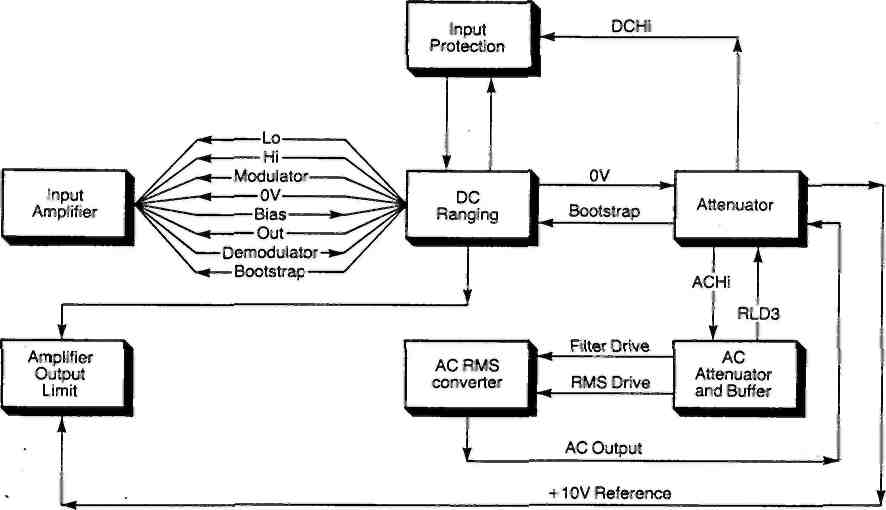 Input
Protection
DCHi
Lo
Hi
Modulator
0V
Bias
Out
Demodulator
Bootstrap
Input
Amplifier
DC
Ranging
0V
Bootstrap
Attenuator
ACHi
RLD3
Amplifier
Output
Limit
AC RMS
converter
Filter Drive
RMS Drive
AC
Attenuator
and Buffer
AC Output
+10V Reference